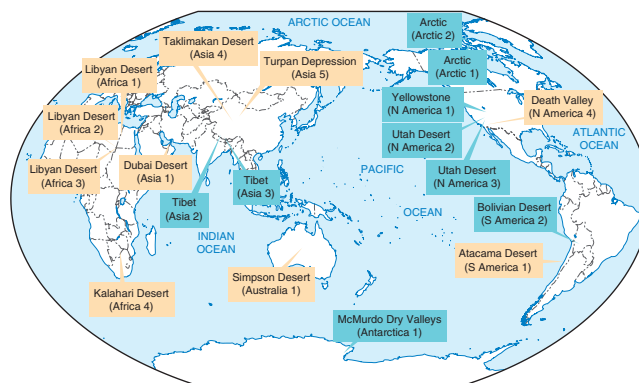 ARCTIC OCEAN
Arctic
(Arctic 2)
Taklimakan Desert
(Asia 4)
Turpan Depression
(Asia 5)
Arctic
(Arctic 1)
Libyan Desert
(Africa 1)
Yellowstone
(N America 1)
Death Valley
(N America 4)
Libyan Desert
(Africa 2)
Utah Desert
(N America 2)
ATLANTIC
OCEAN
Libyan Desert
(Africa 3)
Dubai Desert
(Asia 1)
PACIFIC
Utah Desert
(N America 3)
Tibet
(Asia 2)
Tibet
(Asia 3)
OCEAN
Bolivian Desert
(S America 2)
INDIAN
OCEAN
Atacama Desert
(S America 1)
Simpson Desert
(Australia 1)
Kalahari Desert
(Africa 4)
McMurdo Dry Valleys
(Antarctica 1)